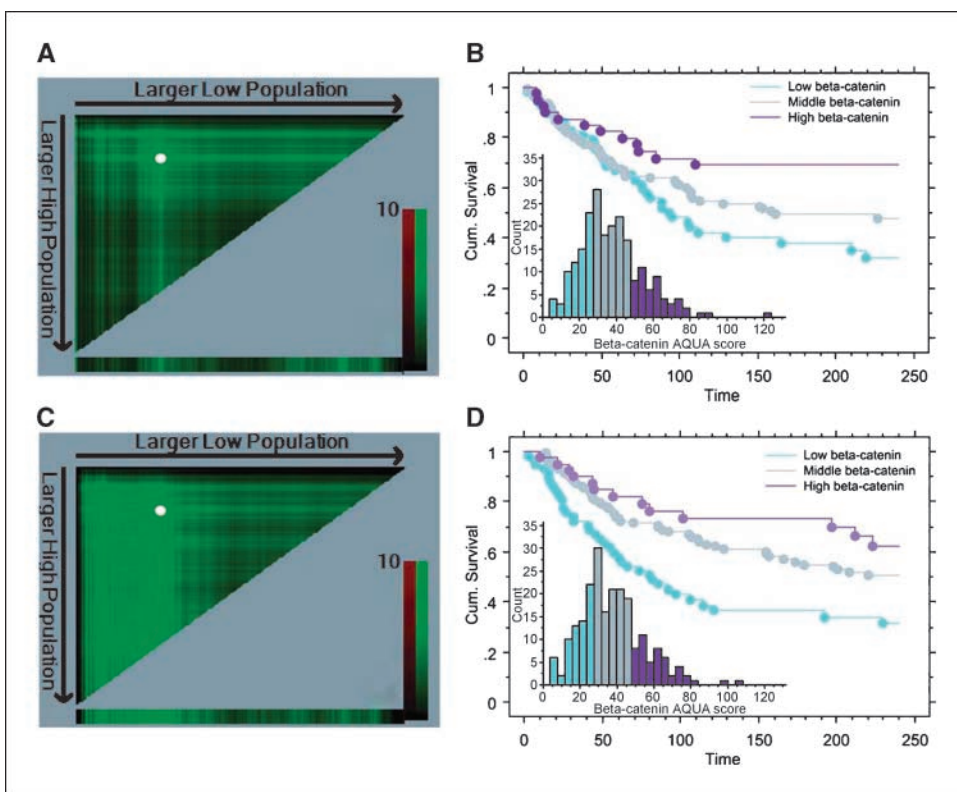 A
Larger Low Population
Larger High Population
10
B
Low beta-catenin
Middle beta-catenin
High beta-catenin
Cum. Survival
1
.8
.6
.4
.2
0
Count
35
30
25
20
15
10
5
0
0 20 40 60 80 100 120
Beta-catenin AQUA score
0 50 100 150 200 250
Time
C
Larger Low Population
Larger High Population
10
D
Low beta-catenin
Middle beta-catenin
High beta-catenin
Cum. Survival
1
.8
.6
.4
.2
0
Count
35
30
25
20
15
10
5
0
0 20 40 60 80 100 120
Beta-catenin AQUA score
0 50 100 150 200 250
Time